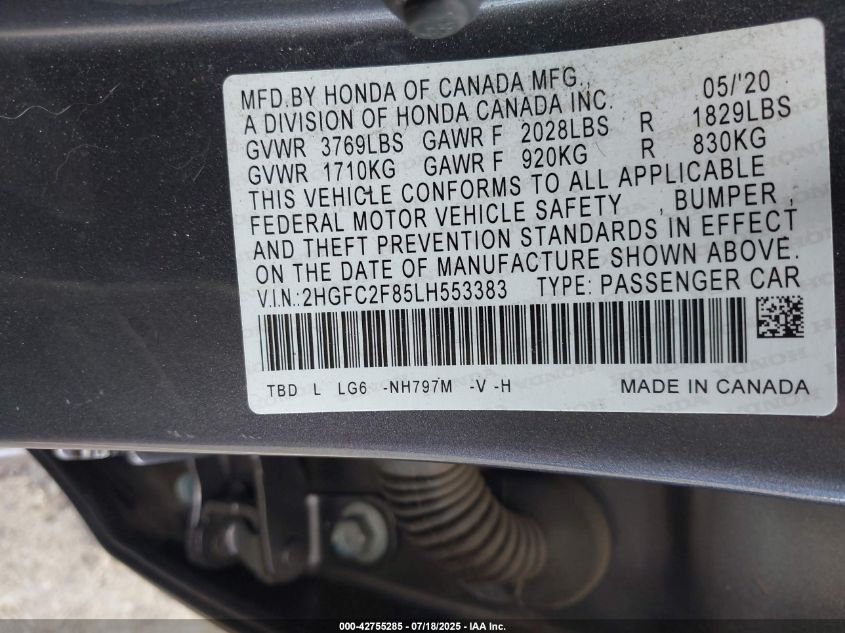 MFD.BY HONDA OF CANADA MFG., 05/'20
A DIVISION OF HONDA CANADA INC.
GVWR 3769LBS GAWR F 2028LBS R 1829LBS
GVWR 1710KG GAWR F 920KG R 830KG
THIS VEHICLE CONFORMS TO ALL APPLICABLE
FEDERAL MOTOR VEHICLE SAFETY , BUMPER ,
AND THEFT PREVENTION STANDARDS IN EFFECT
ON THE DATE OF MANUFACTURE SHOWN ABOVE.
V.I.N.:2HGFC2F85LH553383 TYPE: PASSENGER CAR
TBD L LG6 -NH797M -V -H MADE IN CANADA
000-42755285 07/18/2025 IAA Inc.